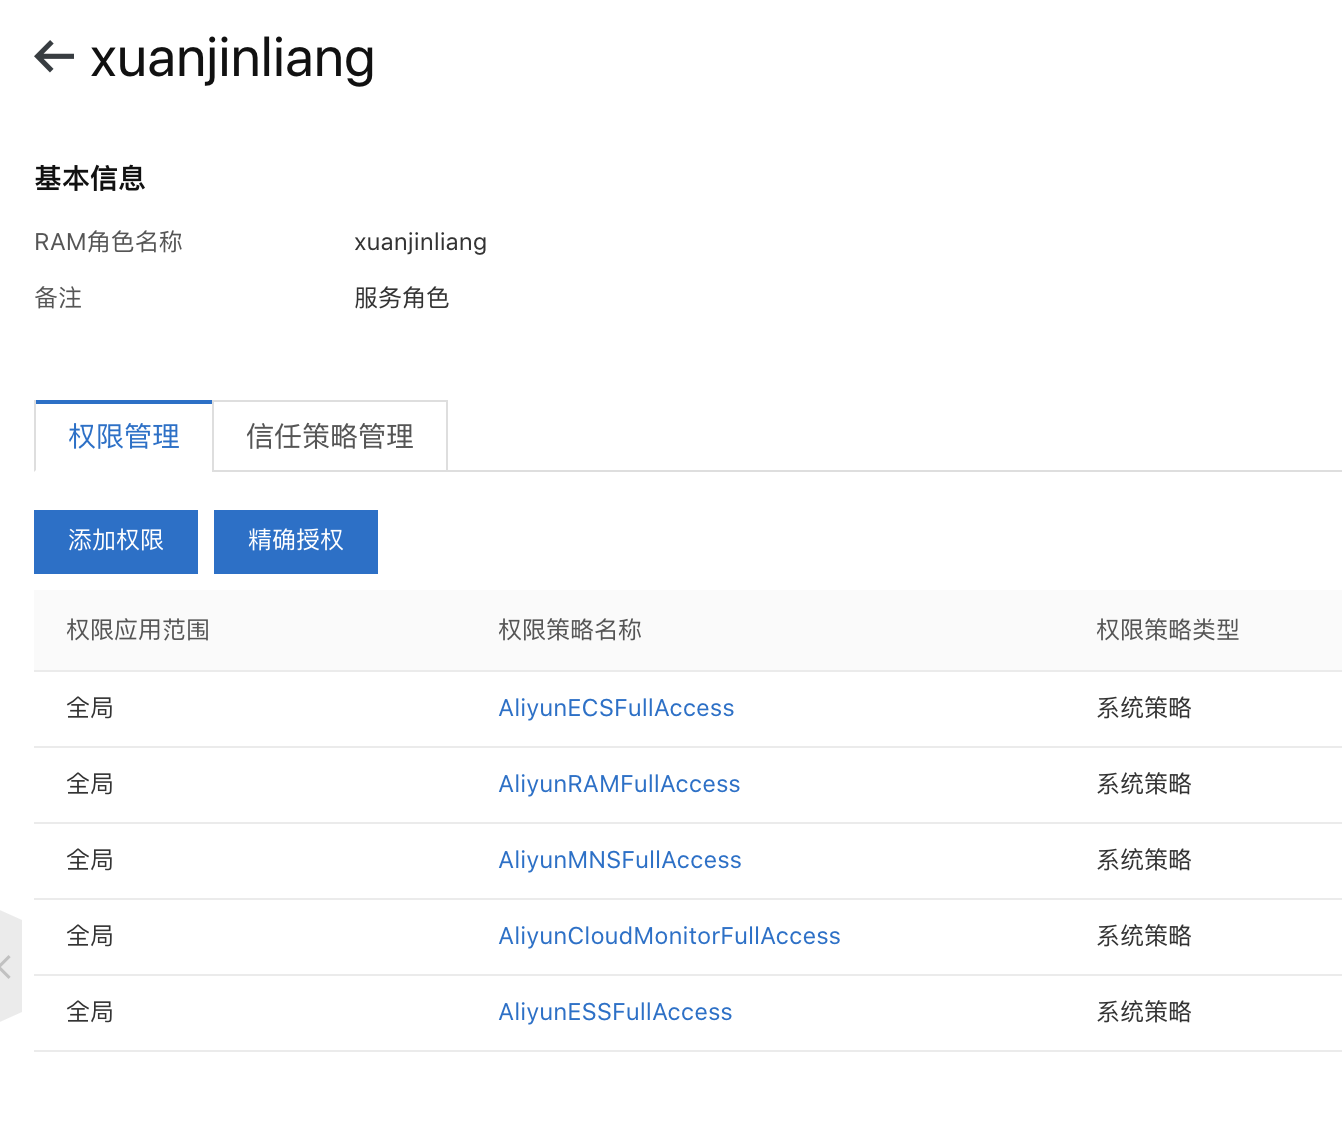 xuanjinliang
基本信息
RAM角色名称 xuanjinliang
备注 服务角色
权限管理 信任策略管理
添加权限 精确授权
权限应用范围 权限策略名称 权限策略类型
全局 AliyunECSFullAccess 系统策略
全局 AliyunRAMFullAccess 系统策略
全局 AliyunMNSFullAccess 系统策略
全局 AliyunCloudMonitorFullAccess 系统策略
全局 AliyunESSFullAccess 系统策略